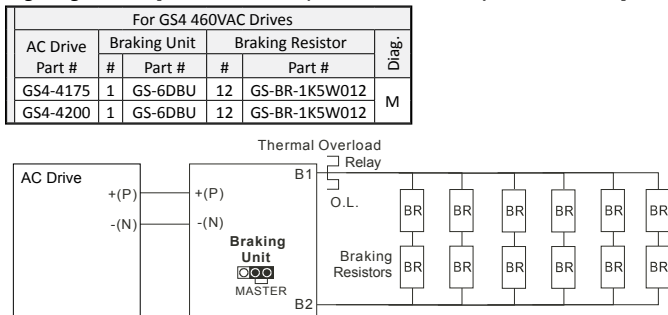 For GS4 460VAC Drives
AC Drive Part # Braking Unit Braking Resistor Diag.
# Part # # Part #
GS4-4175 1 GS-6DBU 12 GS-BR-1K5W012 M
GS4-4200 1 GS-6DBU 12 GS-BR-1K5W012
Thermal Overload
Relay
AC Drive B1
+(P) +(P) O.L.
BR BR BR BR BR BR
-(N) -(N)
Braking
Unit
Braking
Resistors
BR BR BR BR BR BR
MASTER
B2